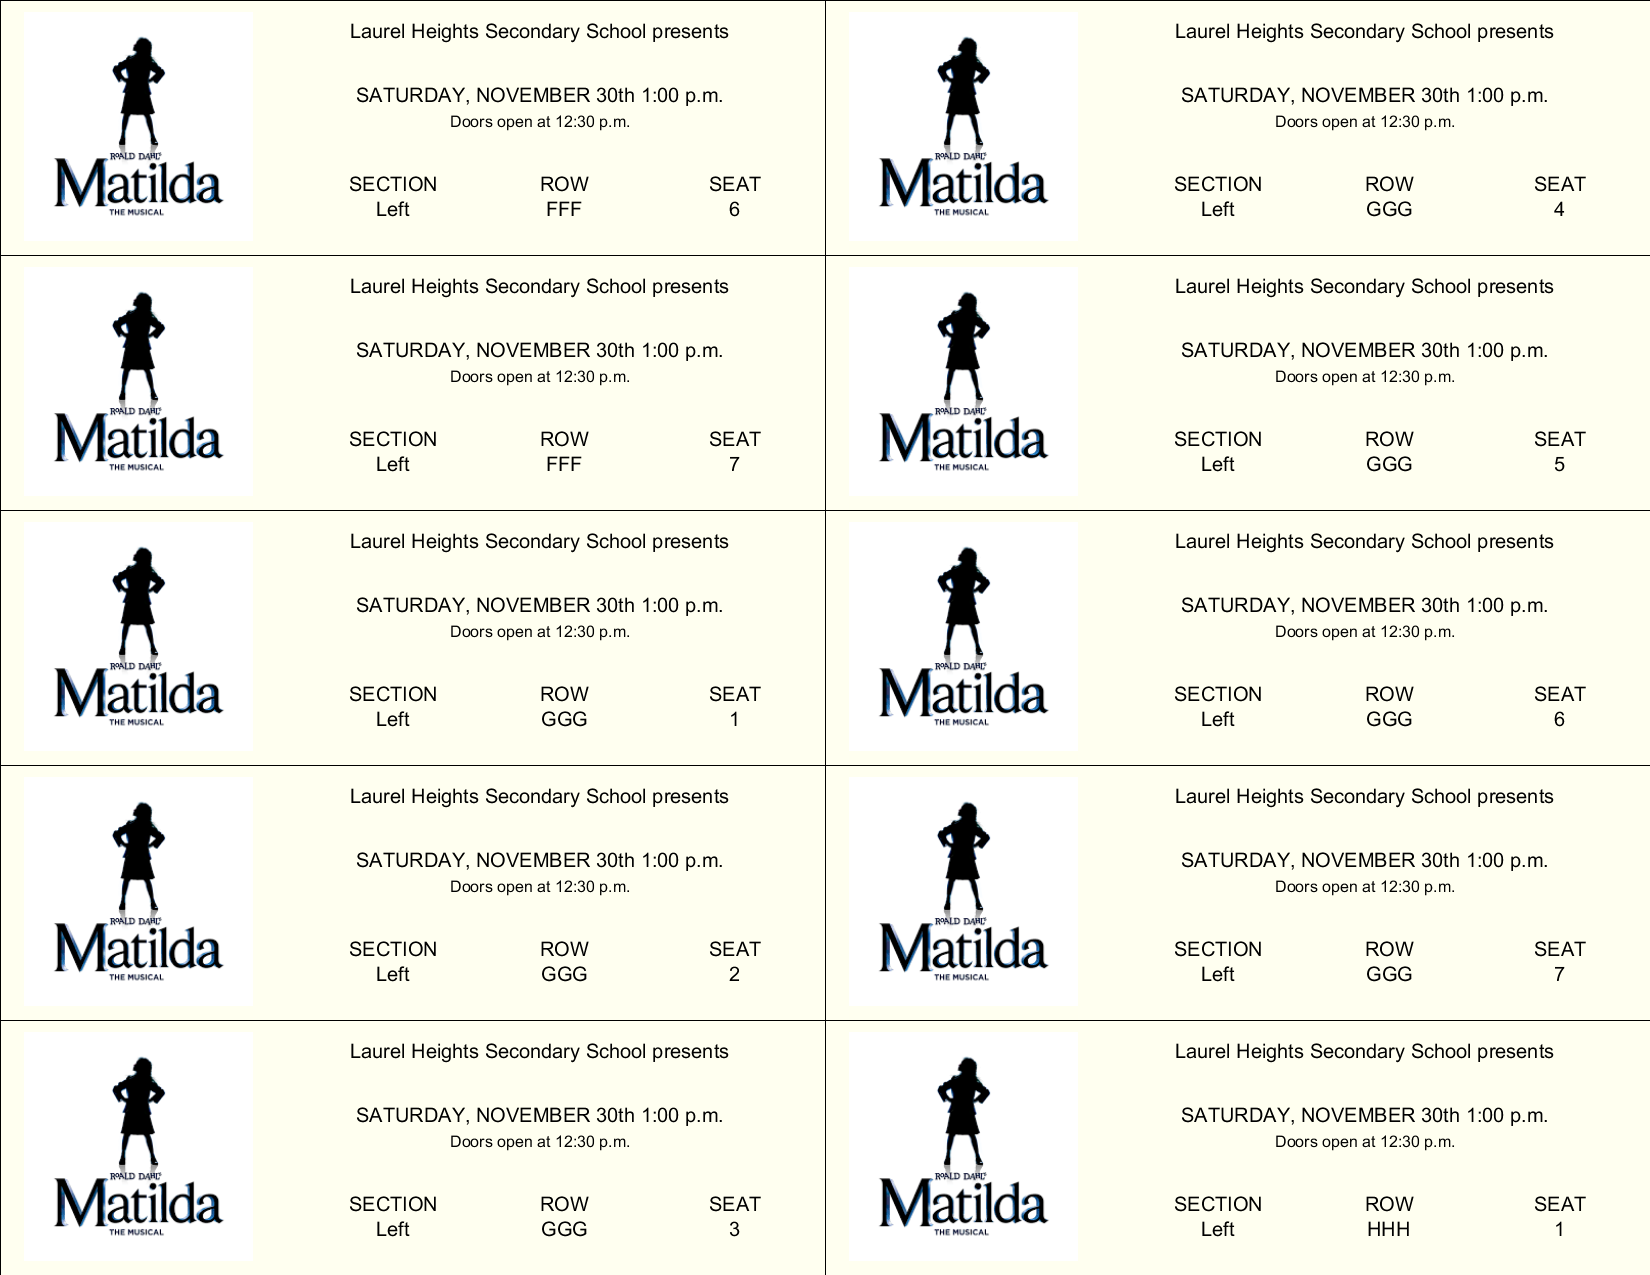 Laurel Heights Secondary School presents
SATURDAY, NOVEMBER 30th 1:00 p.m.
Doors open at 12:30 p.m.
ROALD DAHL'S
Matilda
THE MUSICAL
SECTION ROW SEAT
Left FFF 6
Laurel Heights Secondary School presents
SATURDAY, NOVEMBER 30th 1:00 p.m.
Doors open at 12:30 p.m.
ROALD DAHL'S
Matilda
THE MUSICAL
SECTION ROW SEAT
Left GGG 4
Laurel Heights Secondary School presents
SATURDAY, NOVEMBER 30th 1:00 p.m.
Doors open at 12:30 p.m.
ROALD DAHL'S
Matilda
THE MUSICAL
SECTION ROW SEAT
Left FFF 7
Laurel Heights Secondary School presents
SATURDAY, NOVEMBER 30th 1:00 p.m.
Doors open at 12:30 p.m.
ROALD DAHL'S
Matilda
THE MUSICAL
SECTION ROW SEAT
Left GGG 5
Laurel Heights Secondary School presents
SATURDAY, NOVEMBER 30th 1:00 p.m.
Doors open at 12:30 p.m.
ROALD DAHL'S
Matilda
THE MUSICAL
SECTION ROW SEAT
Left GGG 1
Laurel Heights Secondary School presents
SATURDAY, NOVEMBER 30th 1:00 p.m.
Doors open at 12:30 p.m.
ROALD DAHL'S
Matilda
THE MUSICAL
SECTION ROW SEAT
Left GGG 6
Laurel Heights Secondary School presents
SATURDAY, NOVEMBER 30th 1:00 p.m.
Doors open at 12:30 p.m.
ROALD DAHL'S
Matilda
THE MUSICAL
SECTION ROW SEAT
Left GGG 2
Laurel Heights Secondary School presents
SATURDAY, NOVEMBER 30th 1:00 p.m.
Doors open at 12:30 p.m.
ROALD DAHL'S
Matilda
THE MUSICAL
SECTION ROW SEAT
Left GGG 7
Laurel Heights Secondary School presents
SATURDAY, NOVEMBER 30th 1:00 p.m.
Doors open at 12:30 p.m.
ROALD DAHL'S
Matilda
THE MUSICAL
SECTION ROW SEAT
Left GGG 3
Laurel Heights Secondary School presents
SATURDAY, NOVEMBER 30th 1:00 p.m.
Doors open at 12:30 p.m.
ROALD DAHL'S
Matilda
THE MUSICAL
SECTION ROW SEAT
Left HHH 1